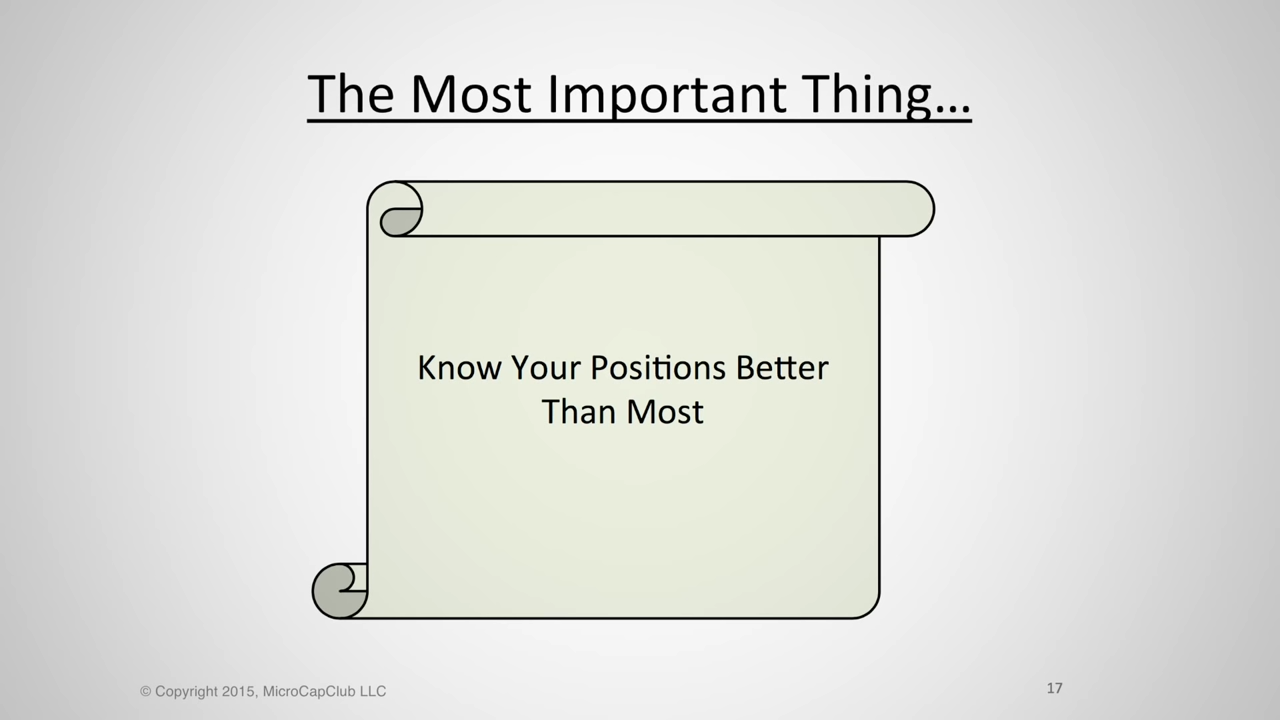 The Most Important Thing...
Know Your Positions Better
Than Most
© Copyright 2015, MicroCapClub LLC
17